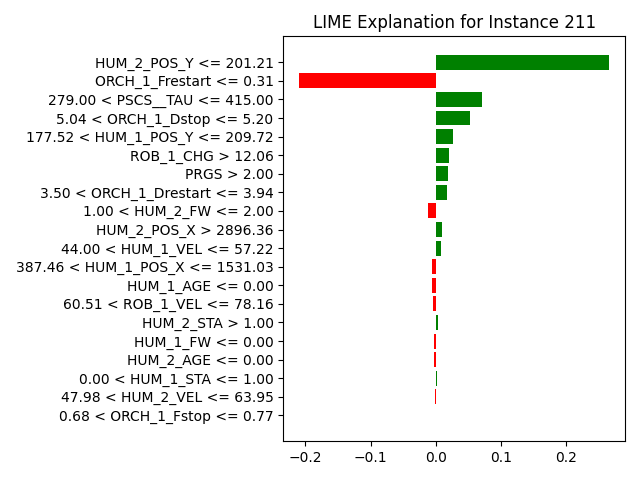 LIME Explanation for Instance 211
HUM_2_POS_Y <= 201.21
ORCH_1_Frestart <= 0.31
279.00 < PSCS__TAU <= 415.00
5.04 < ORCH_1_Dstop <= 5.20
177.52 < HUM_1_POS_Y <= 209.72
ROB_1_CHG > 12.06
PRGS > 2.00
3.50 < ORCH_1_Drestart <= 3.94
1.00 < HUM_2_FW <= 2.00
HUM_2_POS_X > 2896.36
44.00 < HUM_1_VEL <= 57.22
387.46 < HUM_1_POS_X <= 1531.03
HUM_1_AGE <= 0.00
60.51 < ROB_1_VEL <= 78.16
HUM_2_STA > 1.00
HUM_1_FW <= 0.00
HUM_2_AGE <= 0.00
0.00 < HUM_1_STA <= 1.00
47.98 < HUM_2_VEL <= 63.95
0.68 < ORCH_1_Fstop <= 0.77
−0.2 −0.1 0.0 0.1 0.2